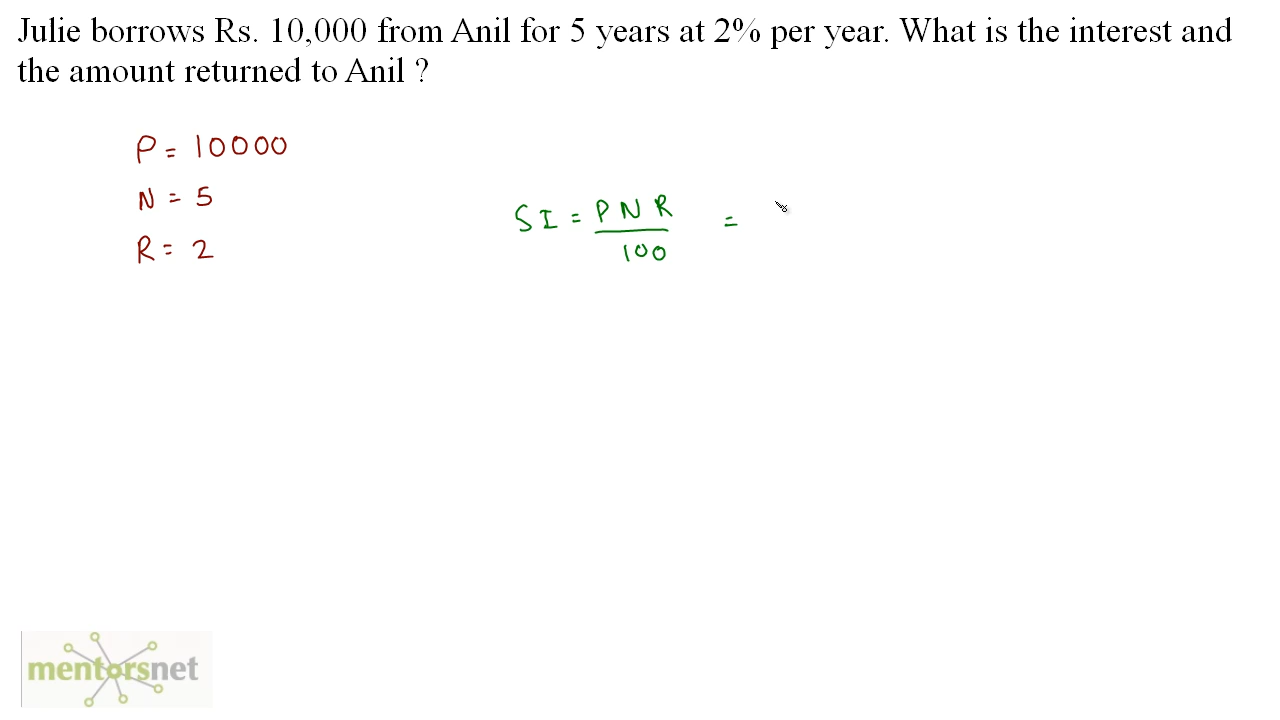 Julie borrows Rs. 10,000 from Anil for 5 years at 2% per year. What is the interest and
the amount returned to Anil ?
P = 10000
N = 5
R = 2
SI = PNR =
100
mentorsnet